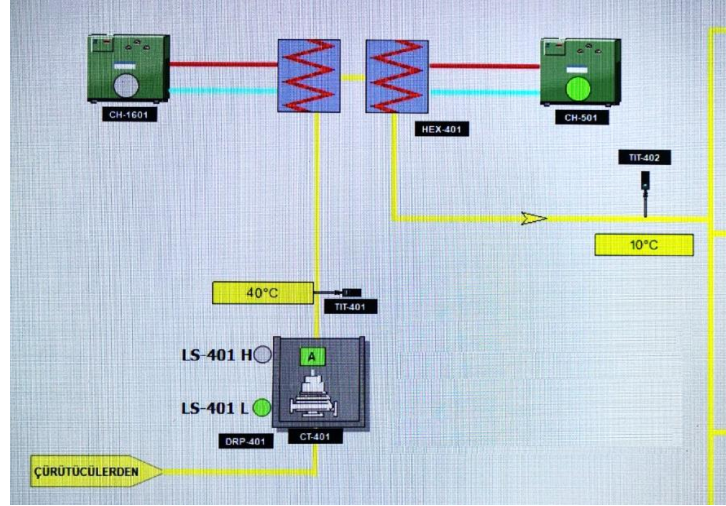 CH-1601
HEX-401
CH-501
TIT-402
10°C
40°C
TIT-401
LS-401 H
A
LS-401 L
DRP-401
CT-401
ÇÜRÜTÜCÜLERDEN